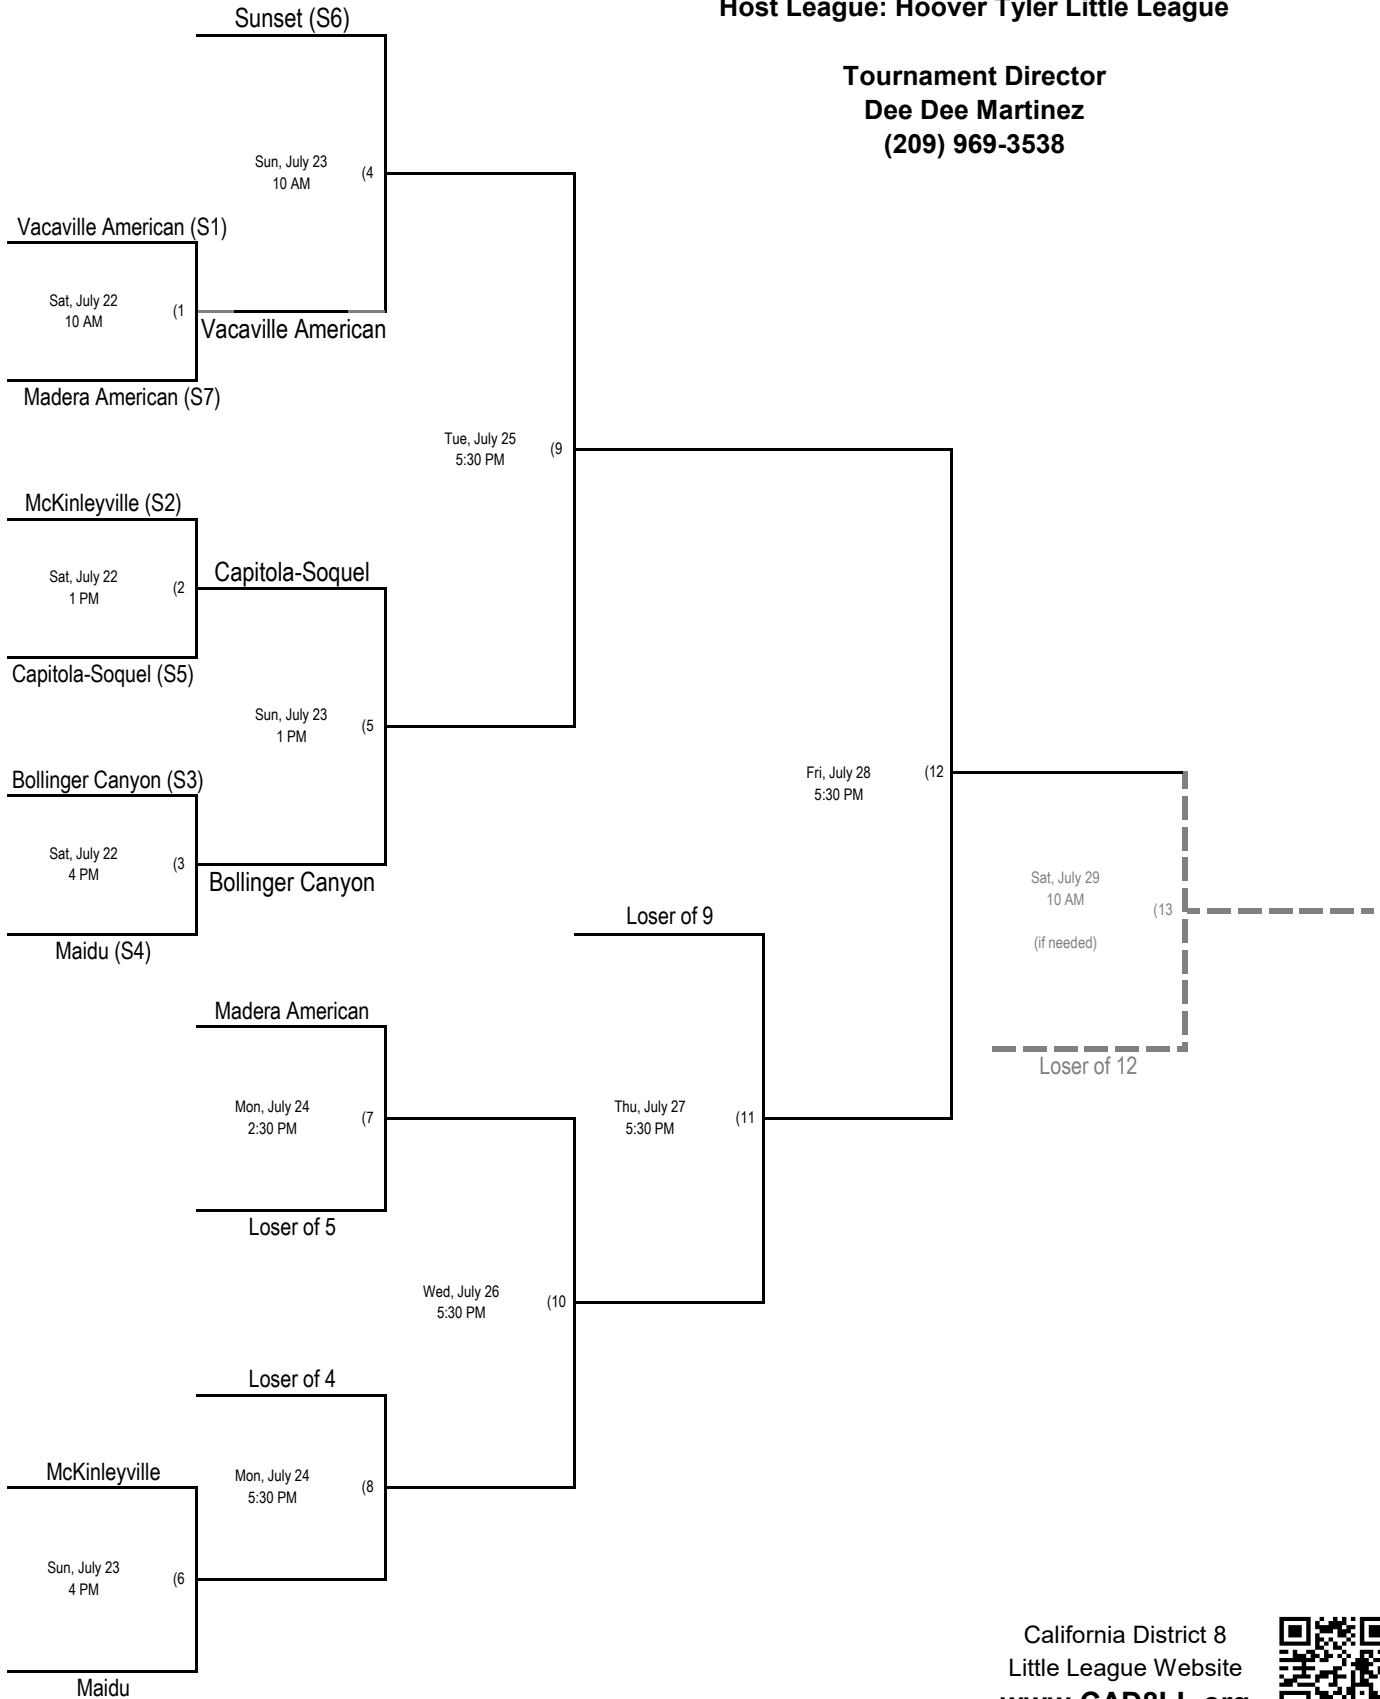 Host League: Hoover Tyler Little League
Sunset (S6)
Tournament Director
Dee Dee Martinez
(209) 969-3538
Sun, July 23
10 AM
(4
Vacaville American (S1)
Sat, July 22
10 AM
(1
Vacaville American
Madera American (S7)
Tue, July 25
5:30 PM
(9
McKinleyville (S2)
Sat, July 22
1 PM
(2
Capitola-Soquel
Capitola-Soquel (S5)
Sun, July 23
1 PM
(5
Bollinger Canyon (S3)
Fri, July 28
5:30 PM
(12
Sat, July 22
4 PM
(3
Bollinger Canyon
Sat, July 29
10 AM
(13
(if needed)
Loser of 9
Maidu (S4)
Madera American
Loser of 12
Mon, July 24
2:30 PM
(7
Thu, July 27
5:30 PM
(11
Loser of 5
Wed, July 26
5:30 PM
(10
Loser of 4
McKinleyville
Mon, July 24
5:30 PM
(8
Sun, July 23
4 PM
(6
Maidu
California District 8
Little League Website
www.CAD8LL.org